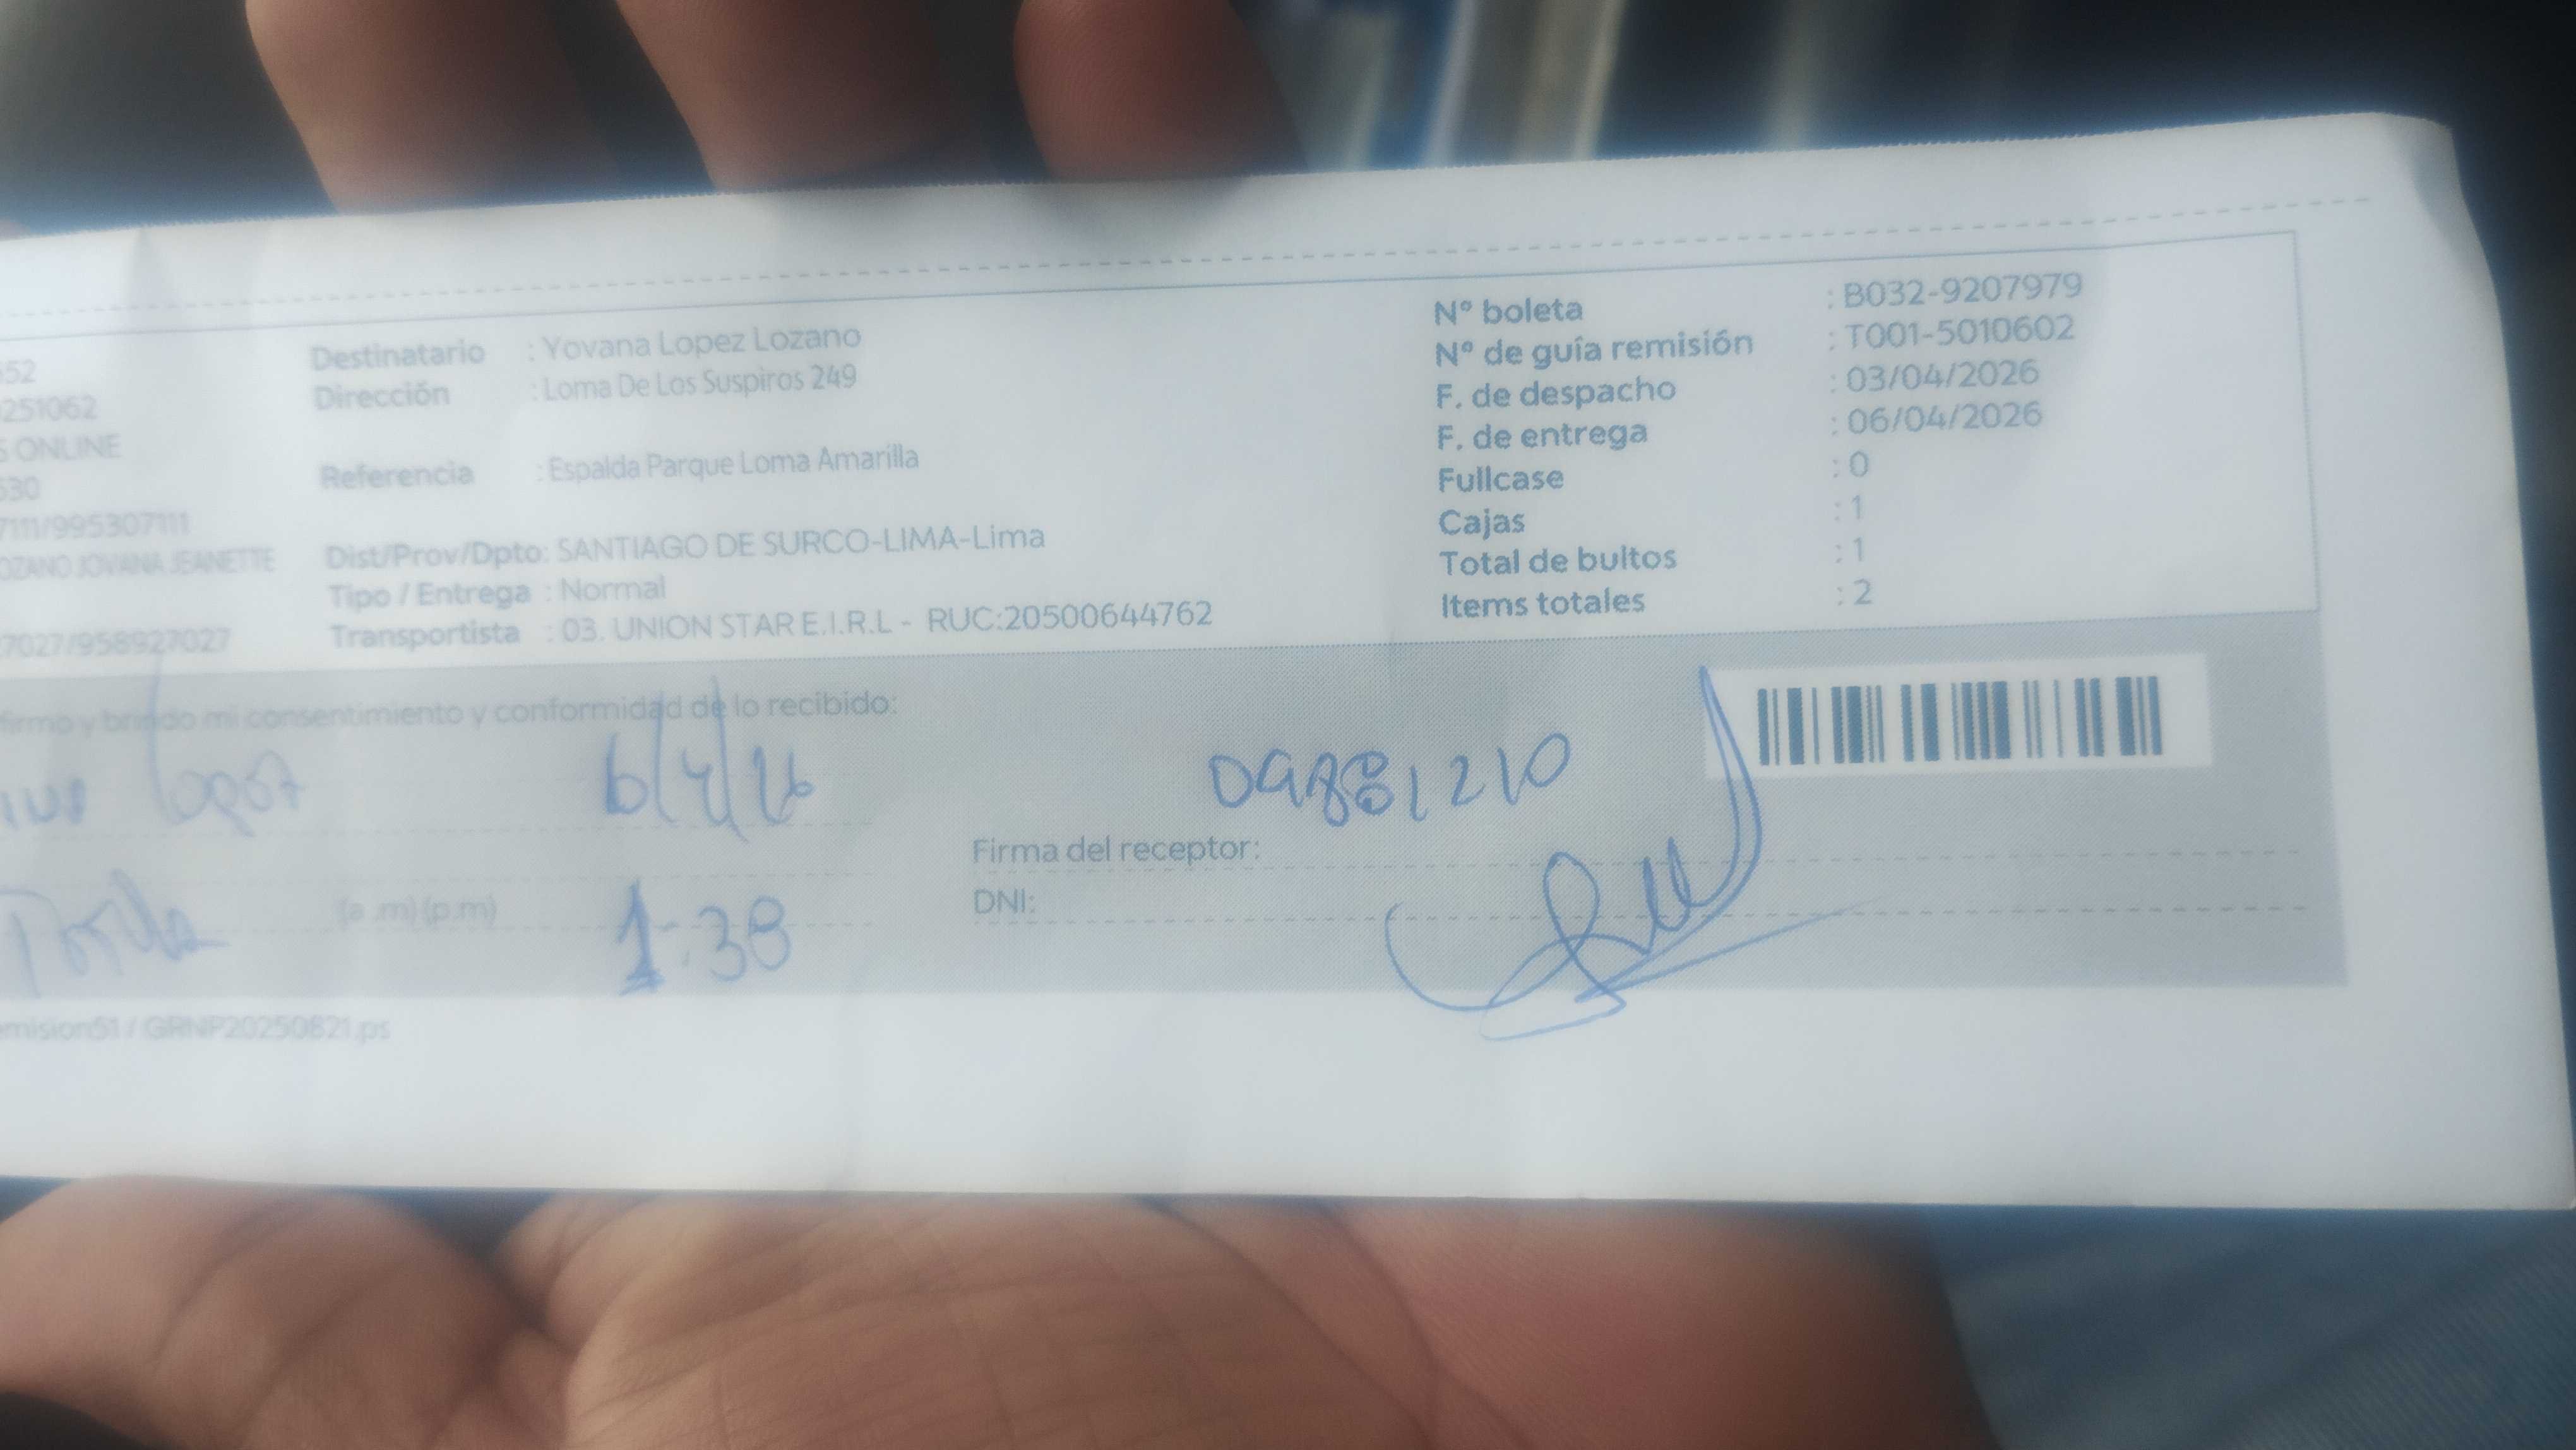 52
251062
S ONLINE
530
7111/995307111
OZANO JOVANA JEANETTE
7027/958927027
Destinatario : Yovana Lopez Lozano
Dirección : Loma De Los Suspiros 249
Referencia : Espalda Parque Loma Amarilla
Dist/Prov/Dpto: SANTIAGO DE SURCO-LIMA-Lima
Tipo / Entrega : Normal
Transportista : 03. UNION STAR E.I.R.L - RUC:20500644762
N° boleta : B032-9207979
N° de guía remisión : T001-5010602
F. de despacho : 03/04/2026
F. de entrega : 06/04/2026
Fullcase : 0
Cajas : 1
Total de bultos : 1
Items totales : 2
firmo y brindo mi consentimiento y conformidad de lo recibido:
6/4/26
09881210
Firma del receptor:
(a .m) (p.m) 1:38
DNI:
emision51 / GRNP20250821.ps